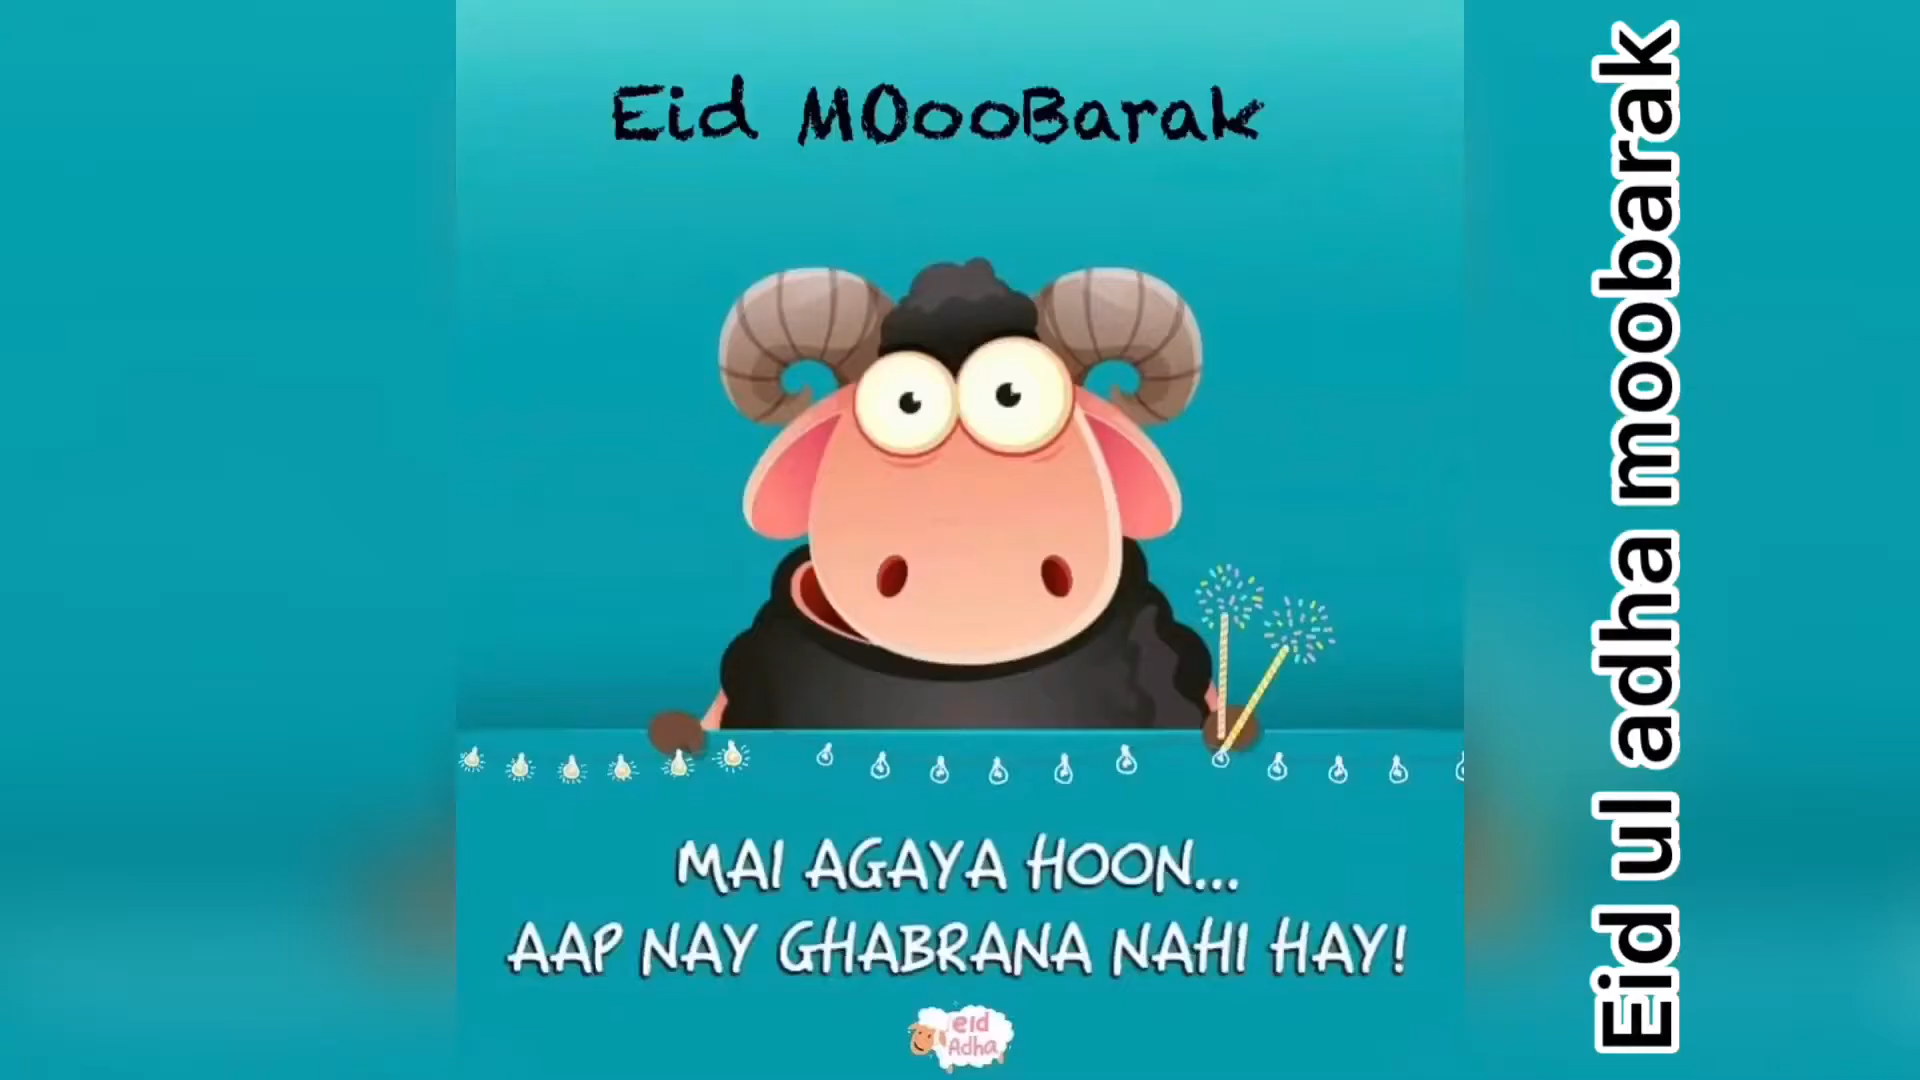 Eid MOooBarak
MAI AGAYA HOON...
AAP NAY GHABRANA NAHI HAY!
eid
Adha
Eid ul adha moobarak